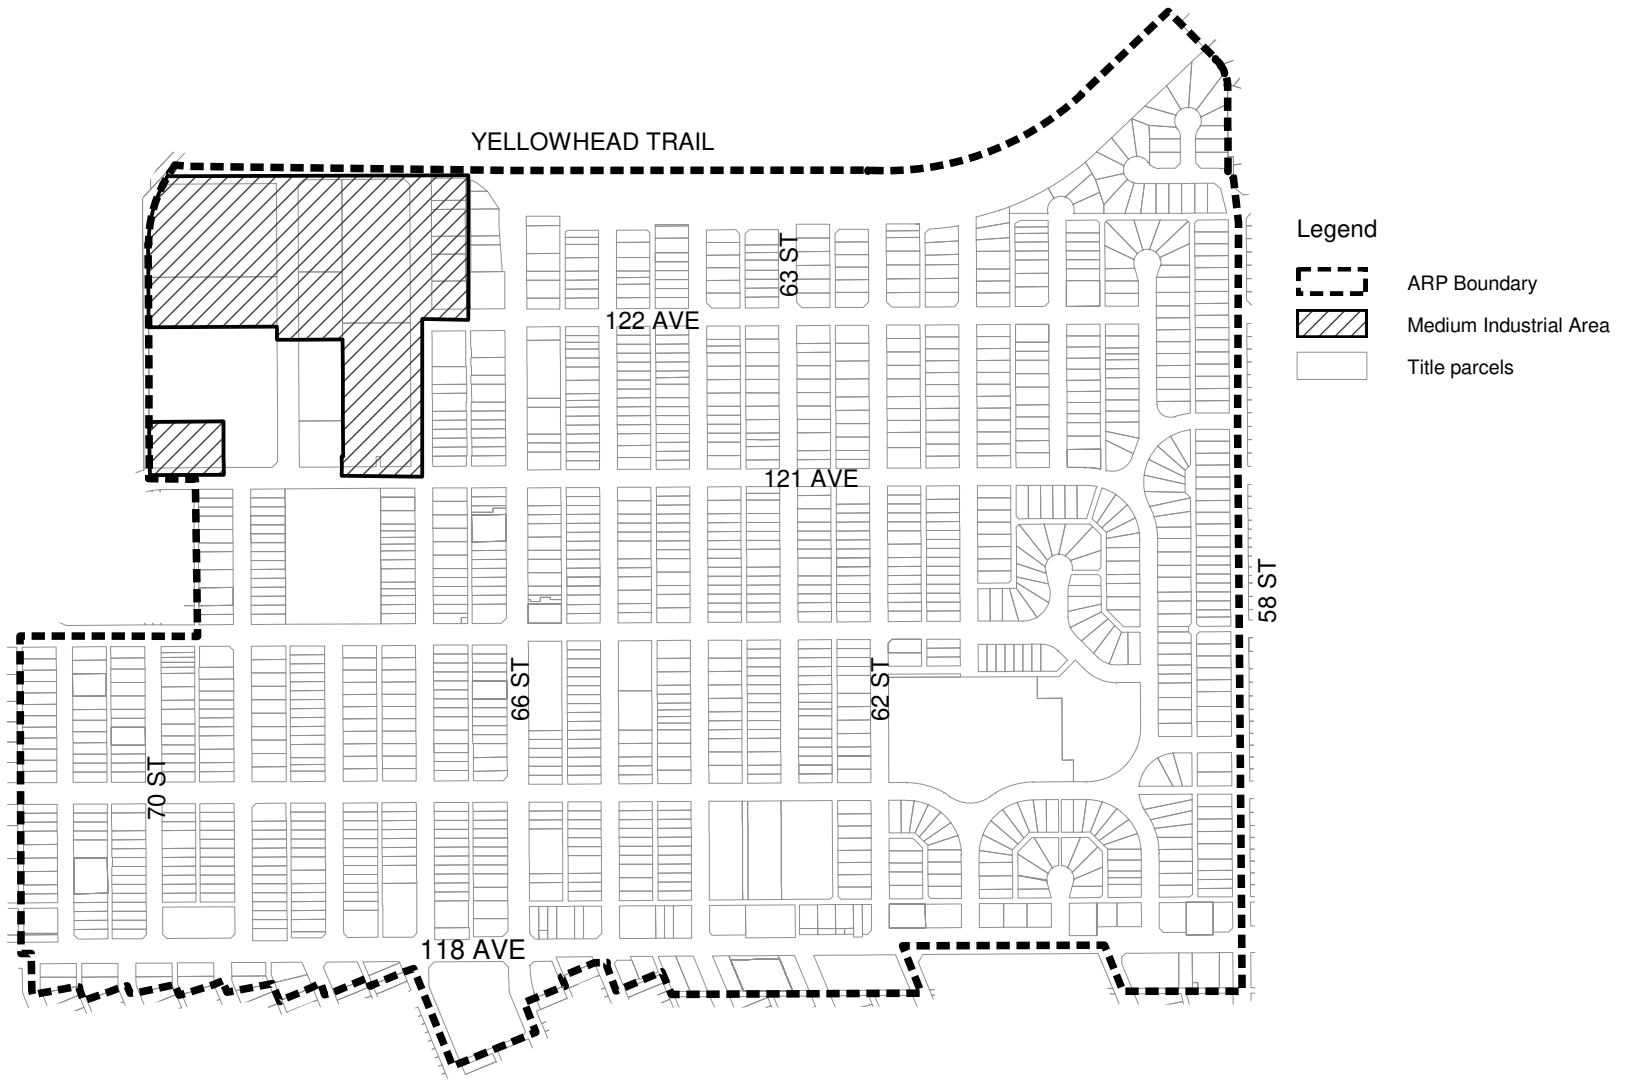 YELLOWHEAD TRAIL
Legend
63 ST
ARP Boundary
122 AVE
Medium Industrial Area
Title parcels
121 AVE
58 ST
66 ST
62 ST
70 ST
118 AVE